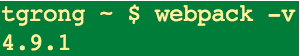 tgrong ~ $ webpack -v
4.9.1